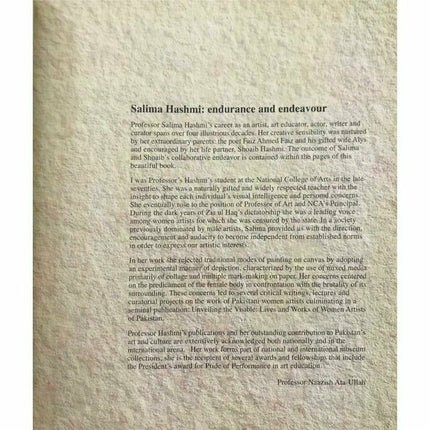 Salima Hashmi: endurance and endeavour
Professor Salima Hashmi's career as an artist, art educator, actor, writer and
curator spans over four illustrious decades. Her creative sensibility was nurtured
by her extraordinary parents: the poet Faiz Ahmed Faiz and his gifted wife Alys
and encouraged by her life partner, Shoaib Hashmi. The outcome of Salima
and Shoaib's collaborative endeavor is contained within the pages of this
beautiful book.
I was Professor's Hashmi's student at the National College of Arts in the late
seventies. She was a naturally gifted and widely respected teacher with the
insight to shape each individual's visual intelligence and personal concerns.
She eventually rose to the position of Professor of Art and NCA's Principal.
During the dark years of Zia ul Haq's dictatorship she was a leading voice
among women artists for which she was censured by the state. In a society
previously dominated by male artists, Salima provided us with the direction,
encouragement and audacity to become independent from established norms
in order to express our artistic interests.
In her work she rejected traditional modes of painting on canvas by adopting
an experimental manner of depiction, characterized by the use of mixed media
primarily of collage and multiple mark-making on paper. Her concerns centered
on the predicament of the female body in confrontation with the brutality of its
surrounding. These concerns led to several critical writings, lectures and
curatorial projects on the work of Pakistani women artists culminating in a
seminal publication: Unveiling the Visible: Lives and Works of Women Artists
of Pakistan.
Professor Hashmi's publications and her outstanding contribution to Pakistan's
art and culture are extensively acknowledged both nationally and in the
international arena. Her work forms part of national and international museum
collections, she is the recipient of several awards and fellowships that include
the President's award for Pride of Performance in art education.
Professor Naazish Ata-Ullah